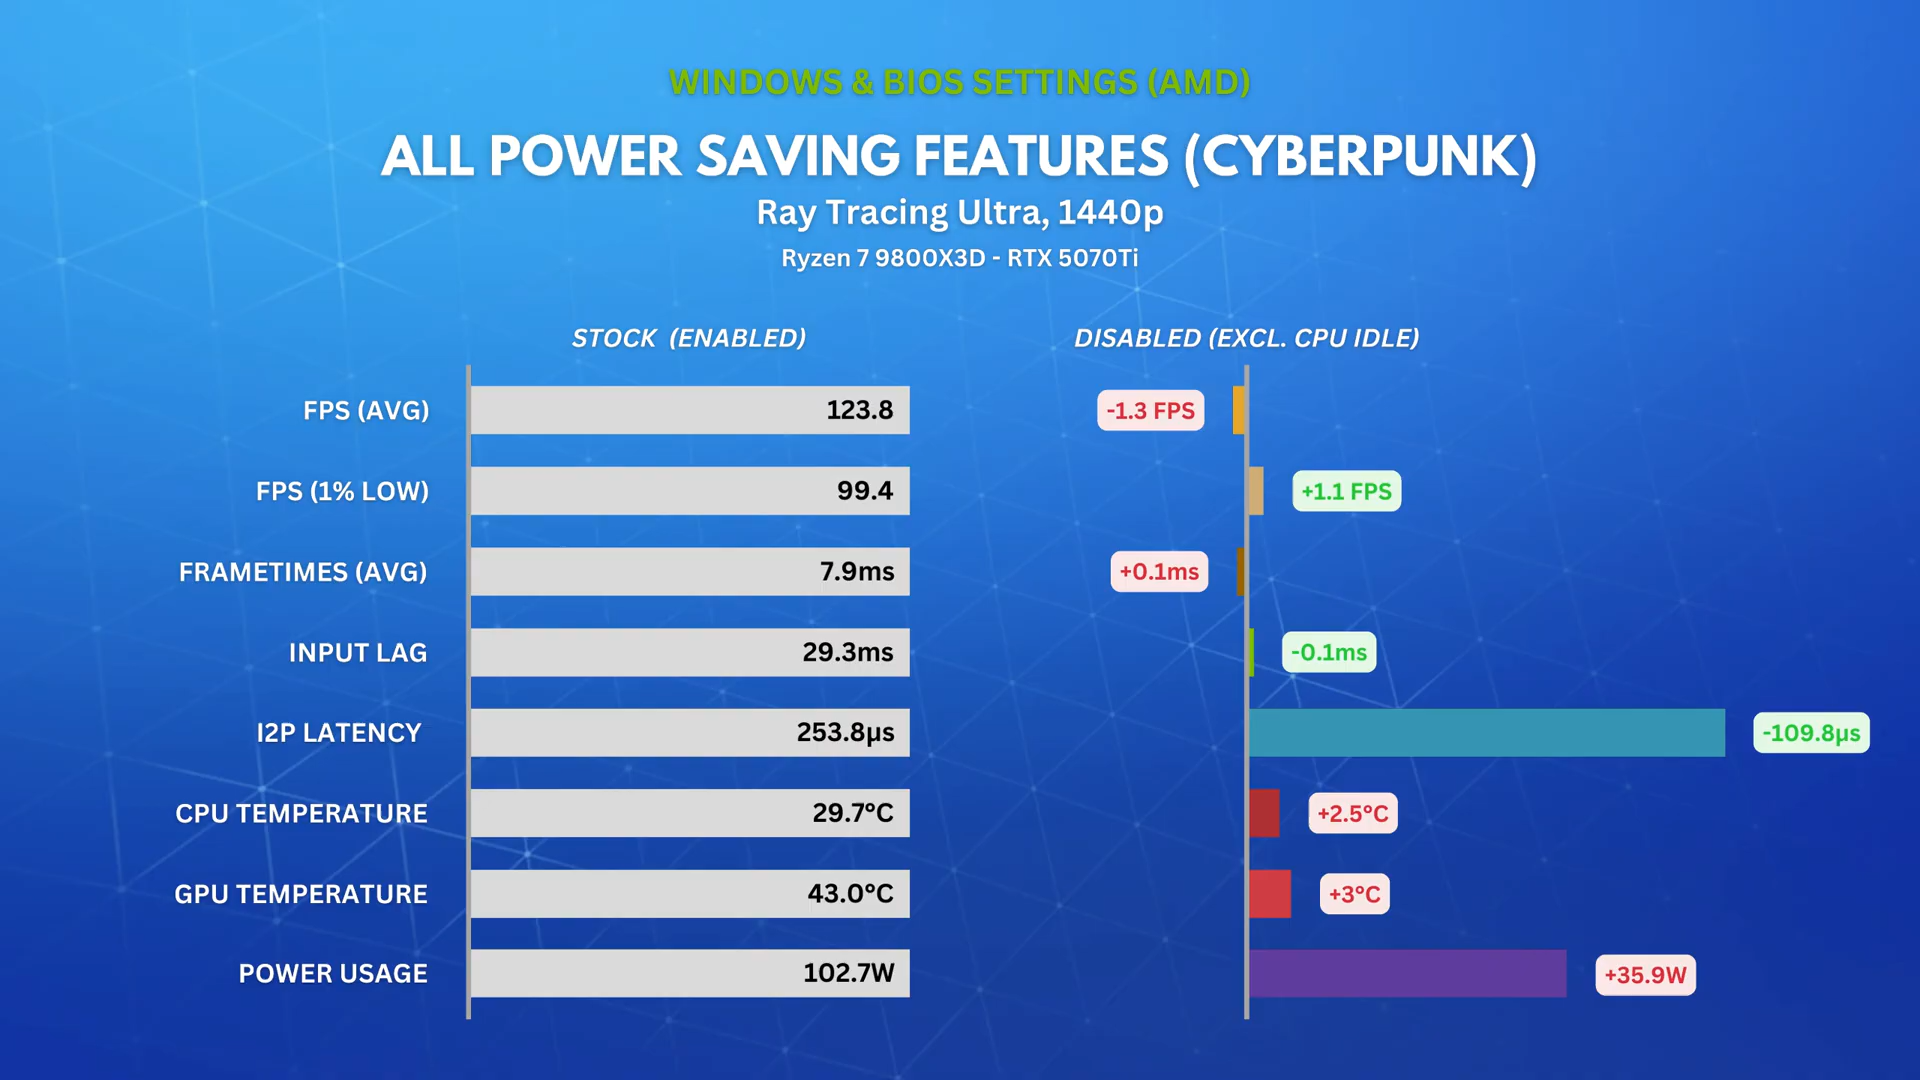 WINDOWS & BIOS SETTINGS (AMD)
ALL POWER SAVING FEATURES (CYBERPUNK)
Ray Tracing Ultra, 1440p
Ryzen 7 9800X3D - RTX 5070Ti
STOCK (ENABLED) DISABLED (EXCL. CPU IDLE)
FPS (AVG) 123.8 -1.3 FPS
FPS (1% LOW) 99.4 +1.1 FPS
FRAMETIMES (AVG) 7.9ms +0.1ms
INPUT LAG 29.3ms -0.1ms
I2P LATENCY 253.8µs -109.8µs
CPU TEMPERATURE 29.7°C +2.5°C
GPU TEMPERATURE 43.0°C +3°C
POWER USAGE 102.7W +35.9W